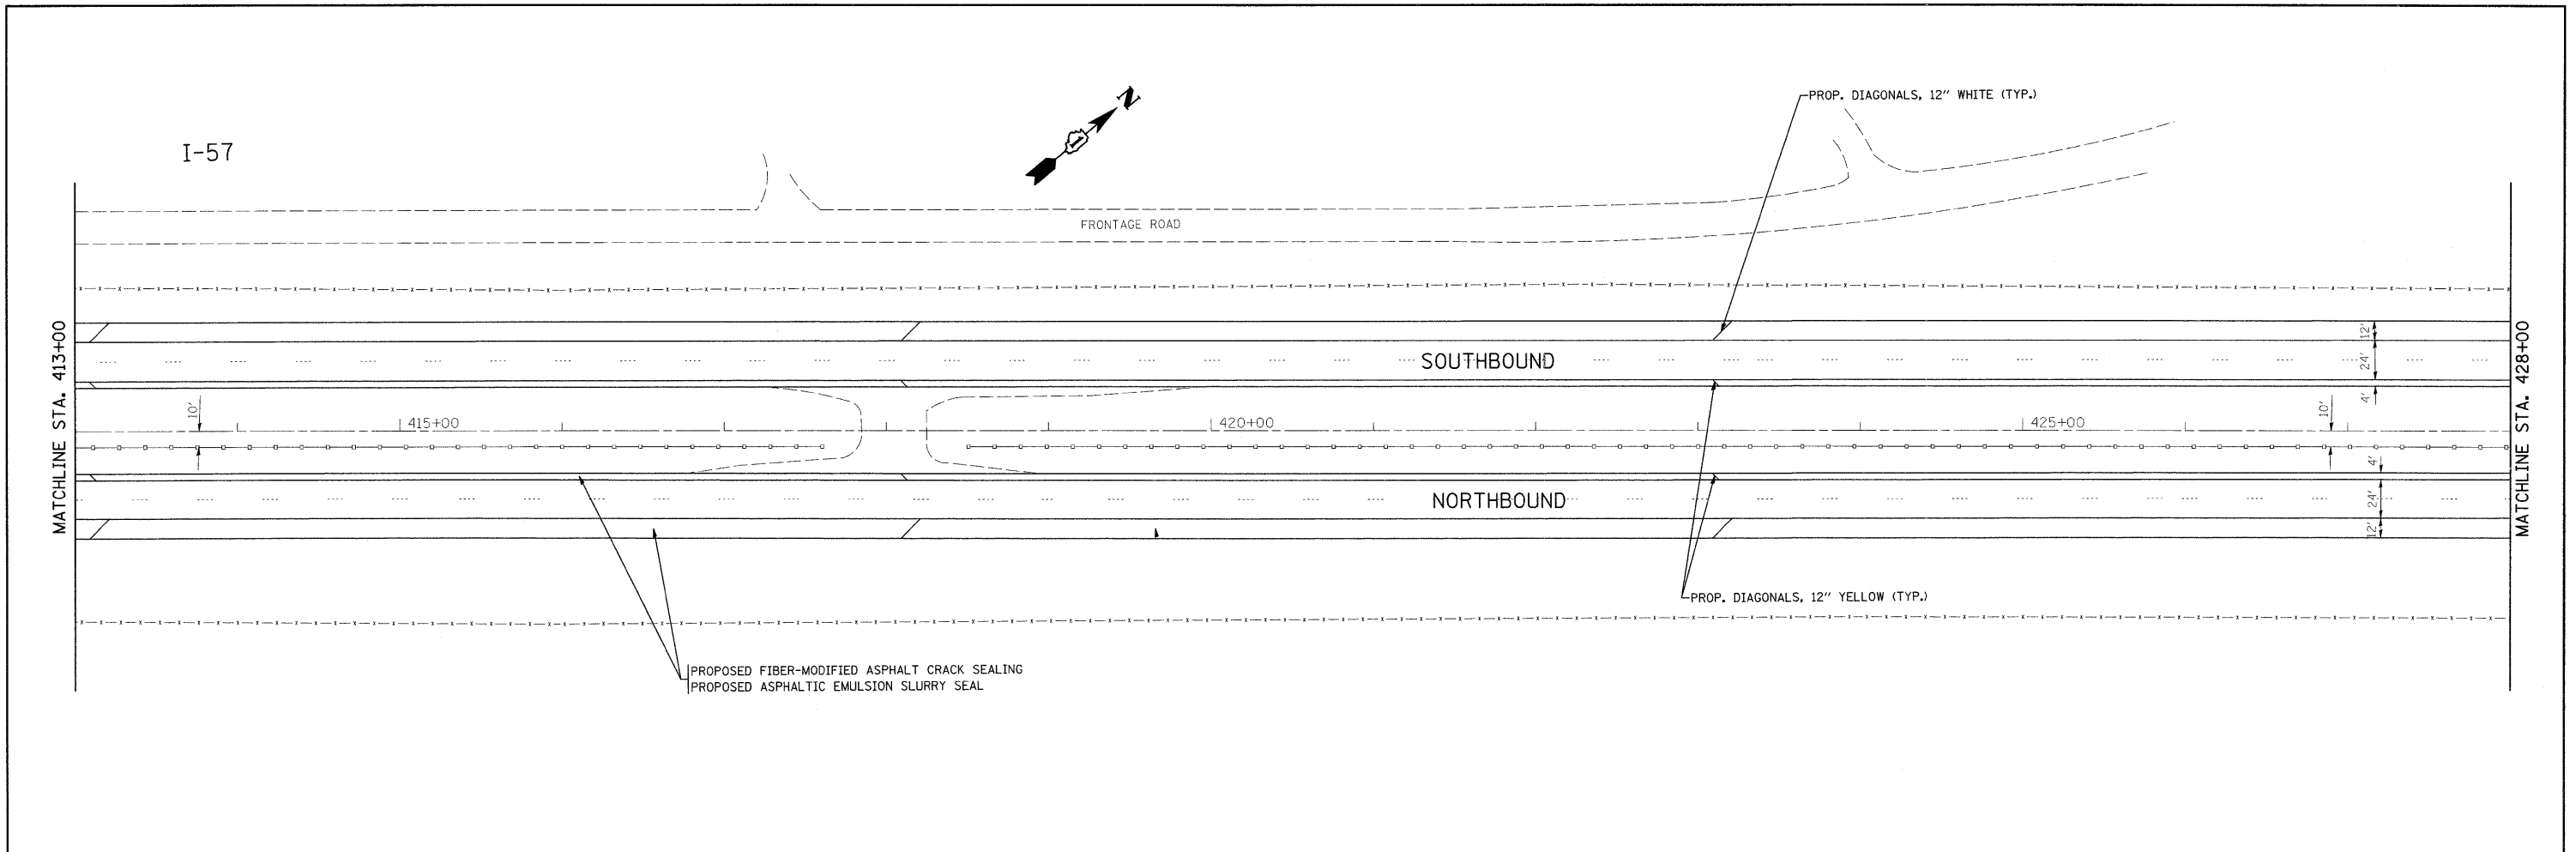 PROP. DIAGONALS, 12" WHITE (TYP.)
N
I-57
FRONTAGE ROAD
MATCHLINE STA. 413+00
MATCHLINE STA. 428+00
12'
24'
4'
SOUTHBOUND
10'
415+00
420+00
425+00
10'
4'
24'
12'
NORTHBOUND
PROP. DIAGONALS, 12" YELLOW (TYP.)
PROPOSED FIBER-MODIFIED ASPHALT CRACK SEALING
PROPOSED ASPHALTIC EMULSION SLURRY SEAL